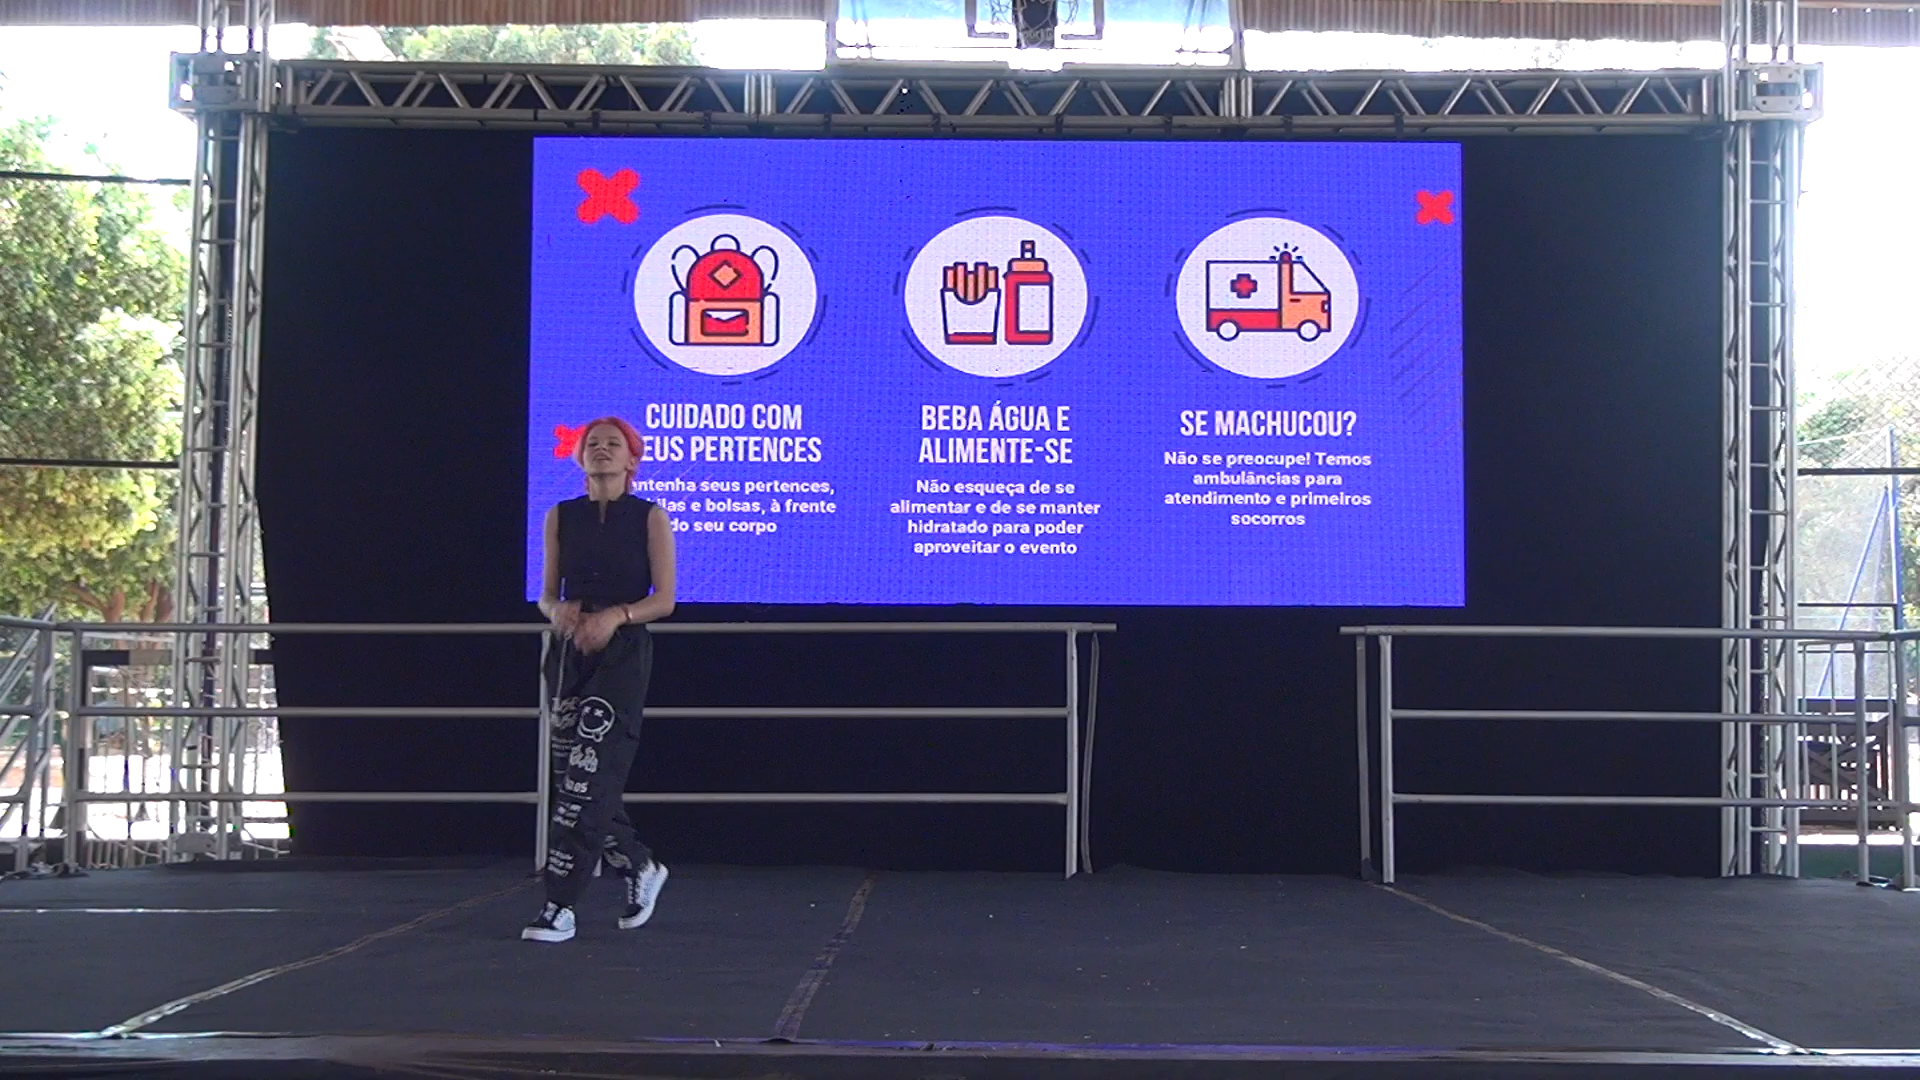 CUIDADO COM
EUS PERTENCES
antenha seus pertences,
ilas e bolsas, à frente
do seu corpo
BEBA ÁGUA E
ALIMENTE-SE
Não esqueça de se
alimentar e de se manter
hidratado para poder
aproveitar o evento
SE MACHUCOU?
Não se preocupe! Temos
ambulâncias para
atendimento e primeiros
socorros